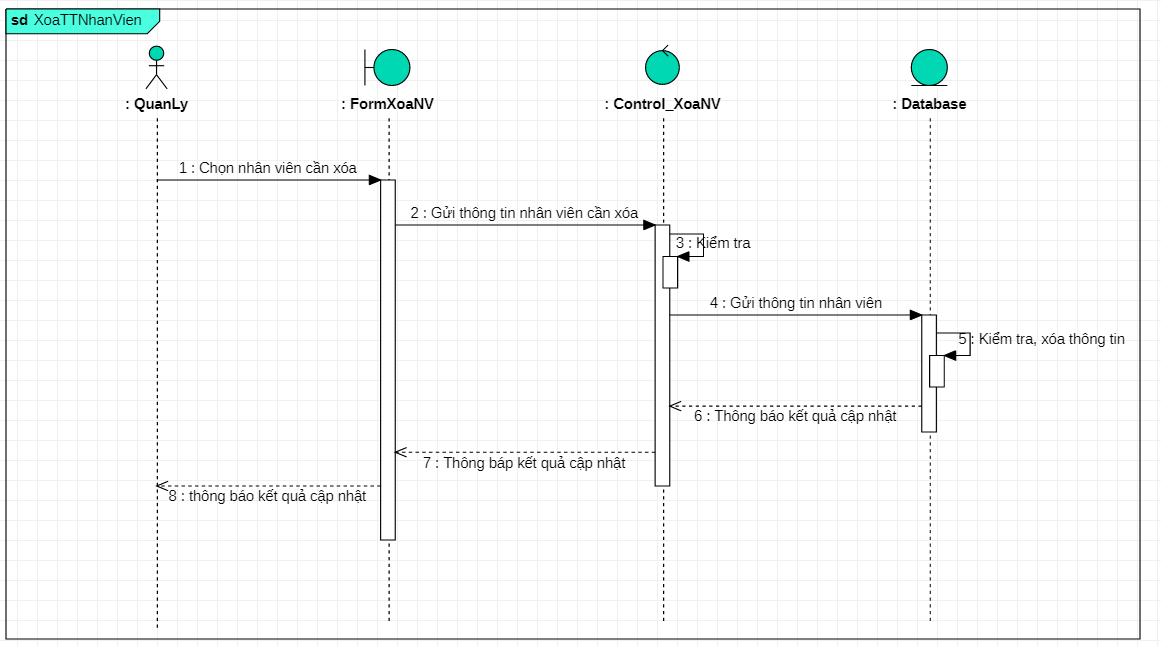 sd XoaTTNhanVien
: QuanLy
: FormXoaNV
: Control_XoaNV
: Database
1 : Chọn nhân viên cần xóa
2 : Gửi thông tin nhân viên cần xóa
3 : Kiểm tra
4 : Gửi thông tin nhân viên
5 : Kiểm tra, xóa thông tin
6 : Thông báo kết quả cập nhật
7 : Thông báp kết quả cập nhật
8 : thông báo kết quả cập nhật